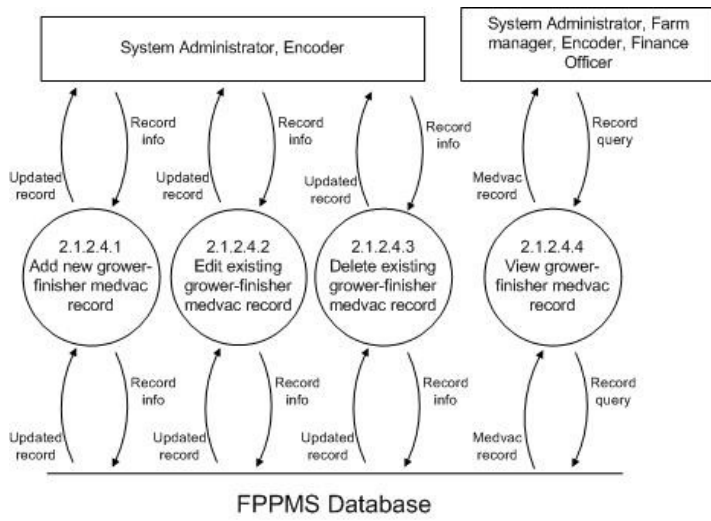 System Administrator, Encoder
System Administrator, Farm
manager, Encoder, Finance
Officer
Record
info
Record
info
Record
info
Record
query
Updated
record
Updated
record
Updated
record
Medvac
record
2.1.2.4.1
Add new grower-
finisher medvac
record
2.1.2.4.2
Edit existing
grower-finisher
medvac record
2.1.2.4.3
Delete existing
grower-finisher
medvac record
2.1.2.4.4
View grower-
finisher medvac
record
Record
info
Record
info
Record
info
Record
query
Updated
record
Updated
record
Updated
record
Medvac
record
FPPMS Database